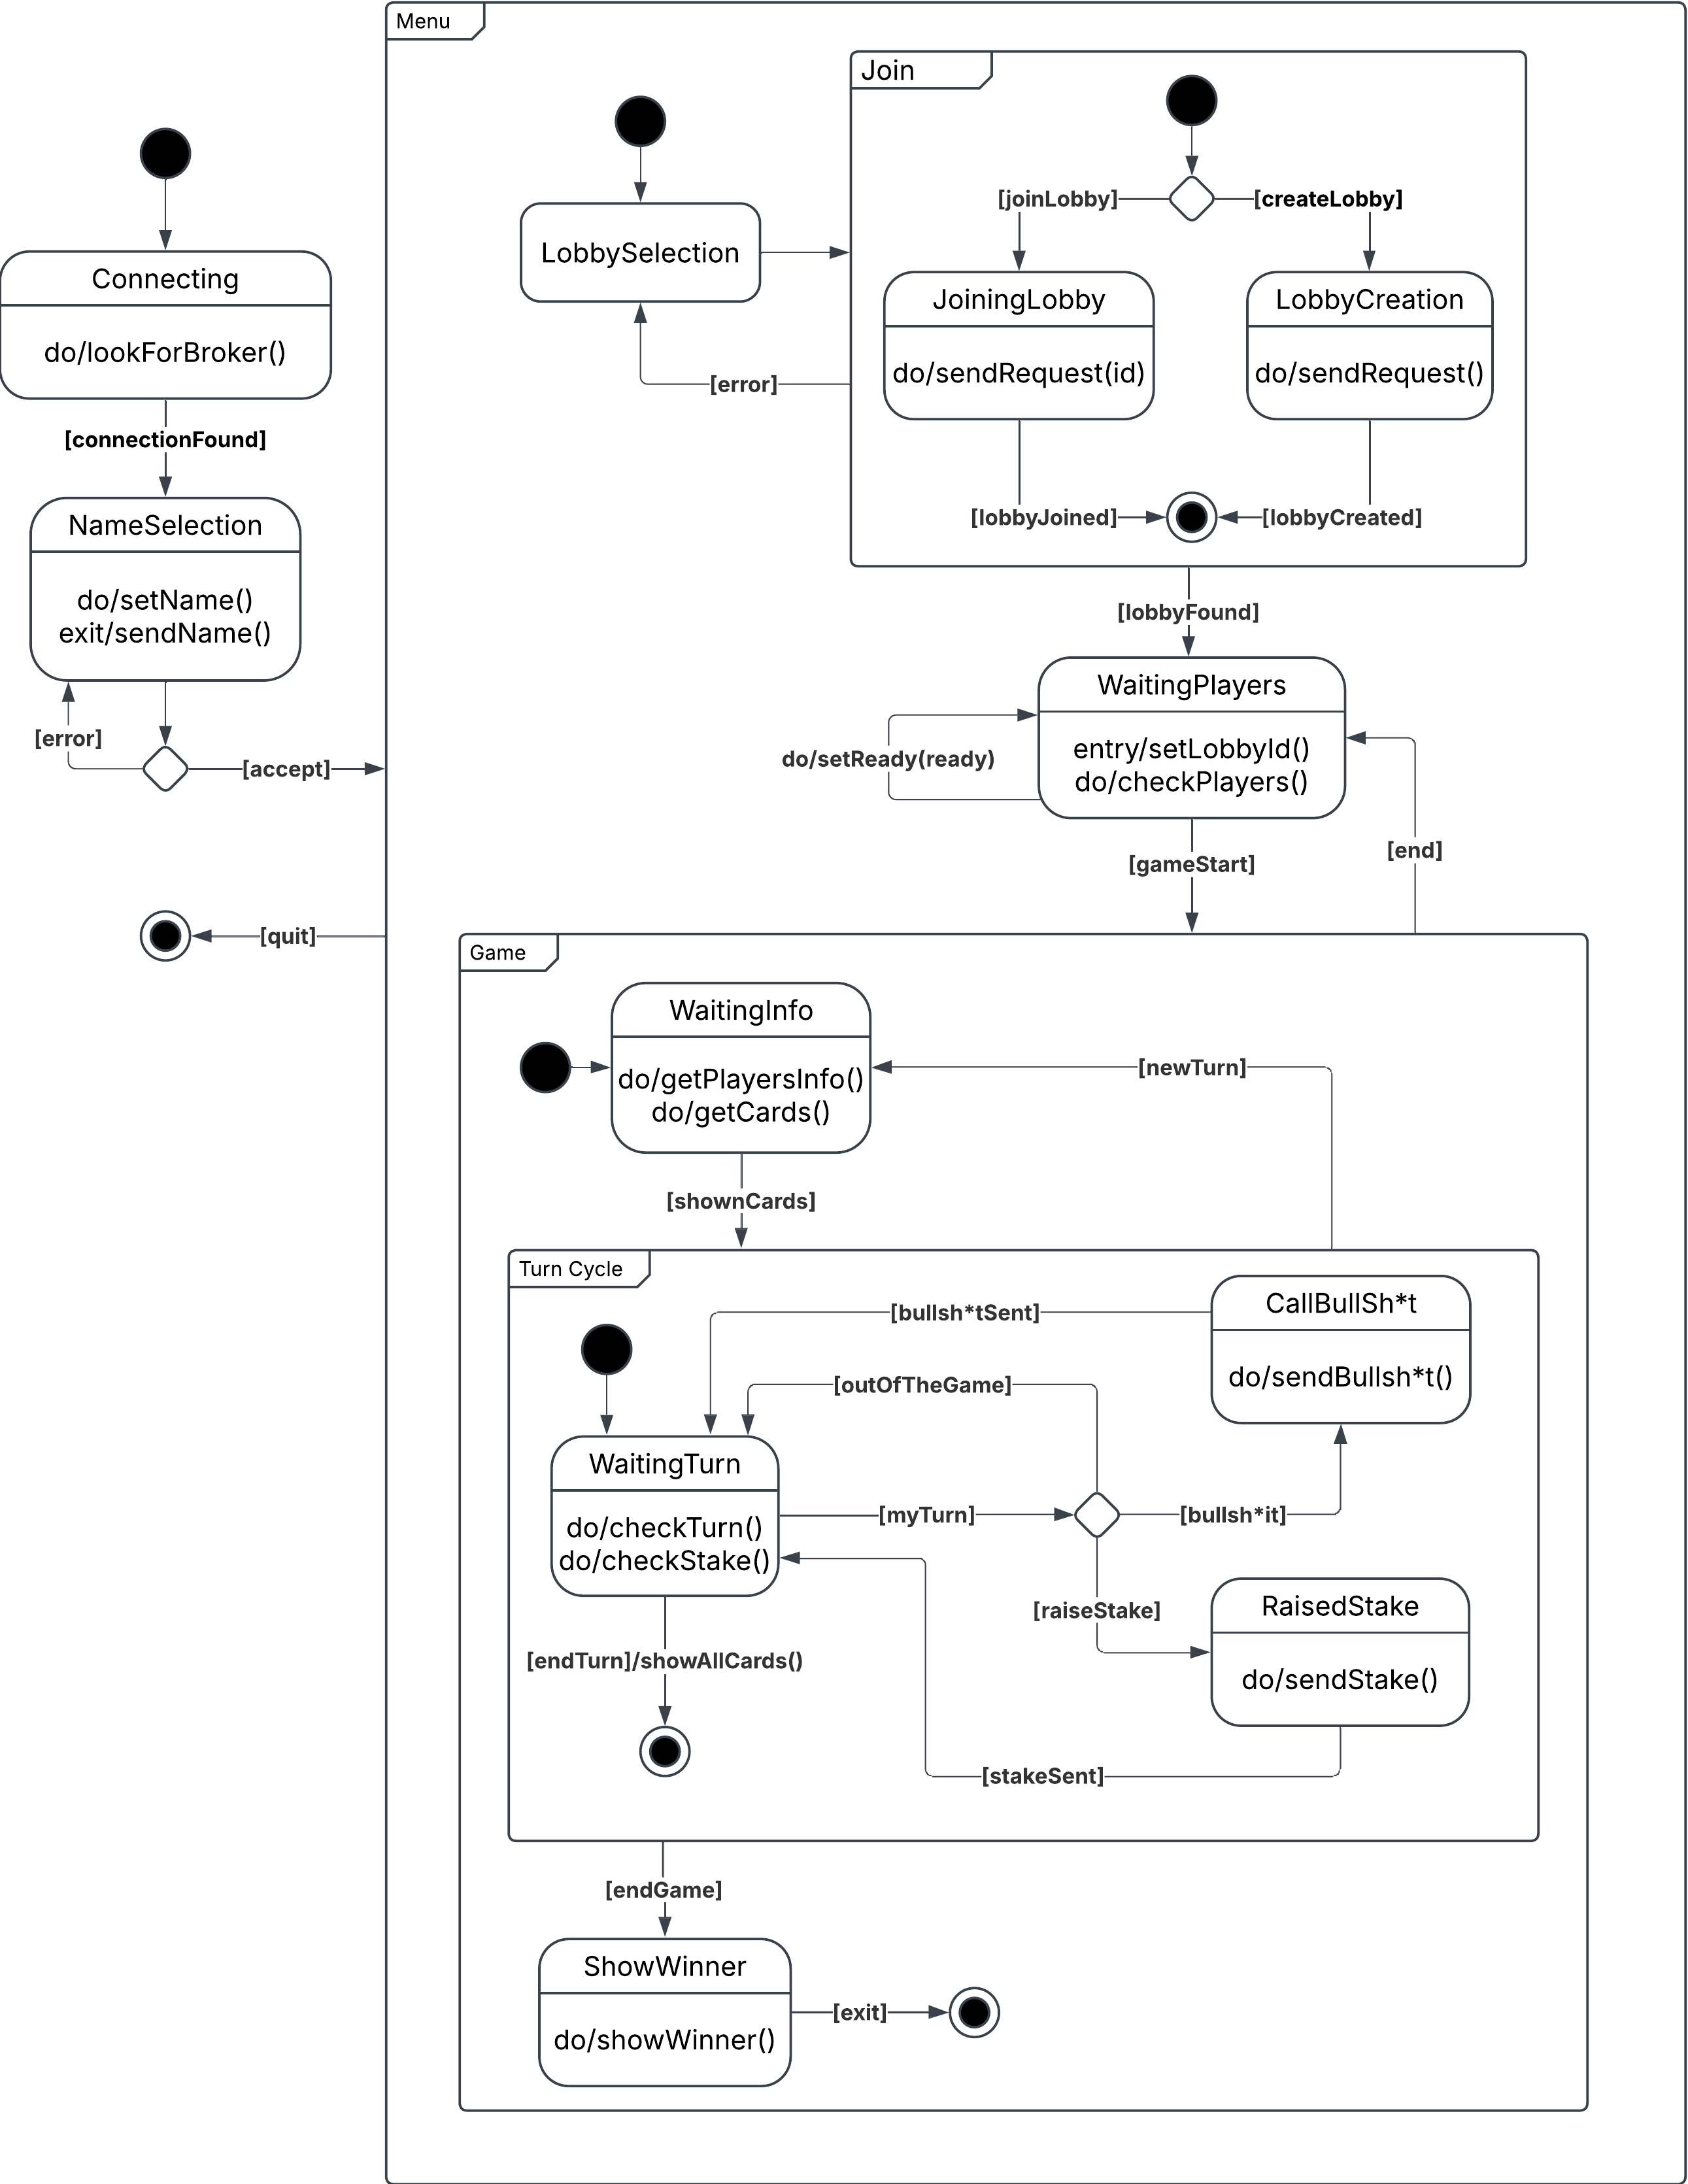 Menu
Join
[joinLobby]
[createLobby]
LobbySelection
Connecting
do/lookForBroker()
JoiningLobby
do/sendRequest(id)
LobbyCreation
do/sendRequest()
[error]
[connectionFound]
NameSelection
do/setName()
exit/sendName()
[lobbyJoined]
[lobbyCreated]
[lobbyFound]
[error]
[accept]
WaitingPlayers
entry/setLobbyId()
do/checkPlayers()
do/setReady(ready)
[gameStart]
[end]
[quit]
Game
WaitingInfo
do/getPlayersInfo()
do/getCards()
[newTurn]
[shownCards]
Turn Cycle
CallBullSh*t
do/sendBullsh*t()
[bullsh*tSent]
[outOfTheGame]
WaitingTurn
do/checkTurn()
do/checkStake()
[myTurn]
[bullsh*it]
[raiseStake]
RaisedStake
do/sendStake()
[endTurn]/showAllCards()
[stakeSent]
[endGame]
ShowWinner
do/showWinner()
[exit]